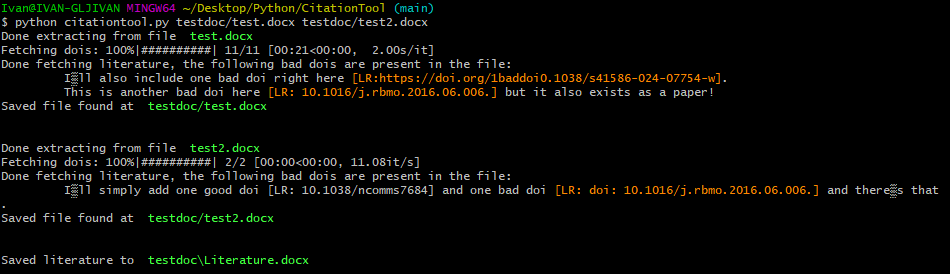 Ivan@IVAN-GLJIVAN MINGW64 ~/Desktop/Python/CitationTool (main)
$ python citationtool.py testdoc/test.docx testdoc/test2.docx
Done extracting from file  test.docx
Fetching dois: 100%|##########| 11/11 [00:21<00:00,  2.00s/it]
Done fetching literature, the following bad dois are present in the file:
I▒ll also include one bad doi right here [LR:https://doi.org/1baddoi0.1038/s41586-024-07754-w].
This is another bad doi here [LR: 10.1016/j.rbmo.2016.06.006.] but it also exists as a paper!
Saved file found at  testdoc/test.docx
Done extracting from file  test2.docx
Fetching dois: 100%|##########| 2/2 [00:00<00:00, 11.08it/s]
Done fetching literature, the following bad dois are present in the file:
I▒ll simply add one good doi [LR: 10.1038/ncomms7684] and one bad doi [LR: doi: 10.1016/j.rbmo.2016.06.006.] and there▒s that
.
Saved file found at  testdoc/test2.docx
Saved literature to  testdoc\Literature.docx